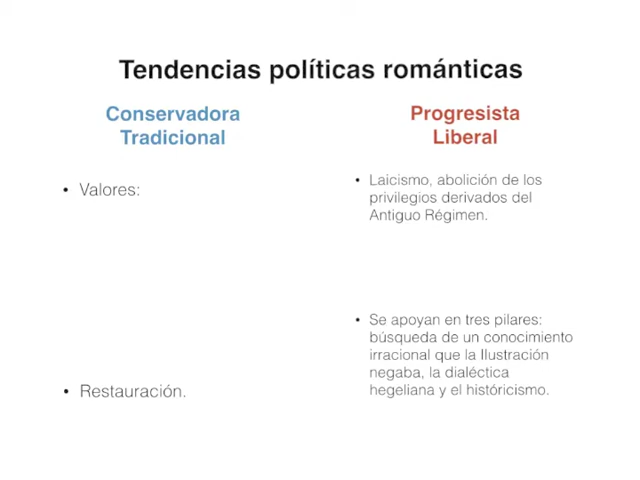 Tendencias políticas románticas
Conservadora
Tradicional
• Valores:
• Restauración.
Progresista
Liberal
• Laicismo, abolición de los
privilegios derivados del
Antiguo Régimen.
• Se apoyan en tres pilares:
búsqueda de un conocimiento
irracional que la Ilustración
negaba, la dialéctica
hegeliana y el históricismo.